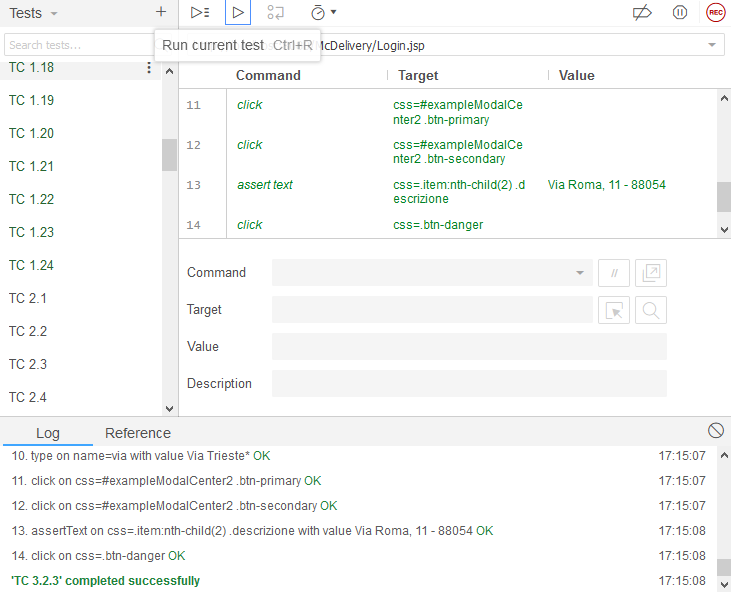 Tests
REC
Search tests...
Run current test Ctrl+R
McDelivery/Login.jsp
TC 1.18
TC 1.19
TC 1.20
TC 1.21
TC 1.22
TC 1.23
TC 1.24
TC 2.1
TC 2.2
TC 2.3
TC 2.4
Command Target Value
11 click css=#exampleModalCe
nter2 .btn-primary
12 click css=#exampleModalCe
nter2 .btn-secondary
13 assert text css=.item:nth-child(2) .d Via Roma, 11 - 88054
escrizione
14 click css=.btn-danger
Command //
Target
Value
Description
Log Reference
10. type on name=via with value Via Trieste* OK 17:15:07
11. click on css=#exampleModalCenter2 .btn-primary OK 17:15:07
12. click on css=#exampleModalCenter2 .btn-secondary OK 17:15:07
13. assertText on css=.item:nth-child(2) .descrizione with value Via Roma, 11 - 88054 OK 17:15:08
14. click on css=.btn-danger OK 17:15:08
'TC 3.2.3' completed successfully 17:15:08